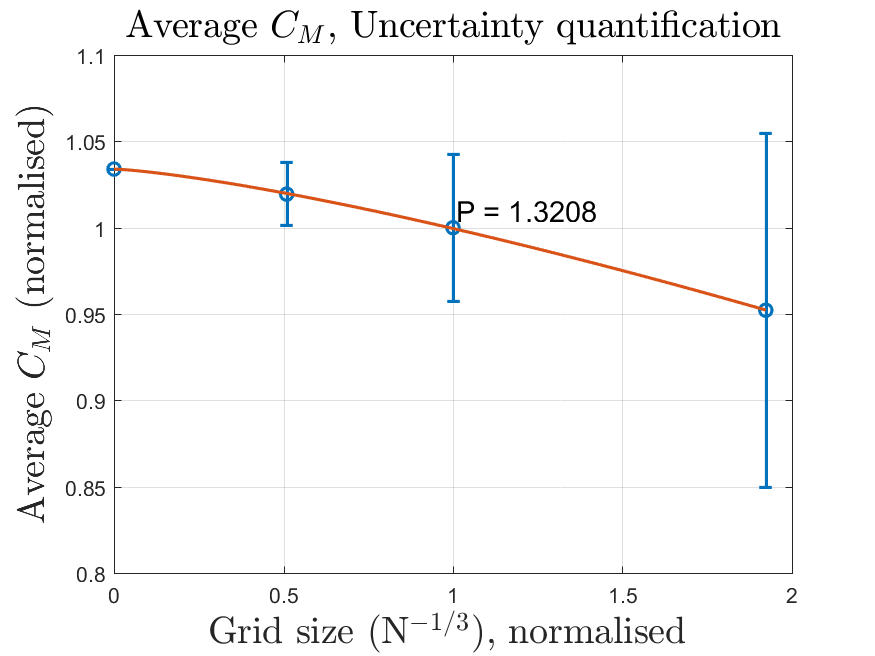 Average C_M, Uncertainty quantification
Average C_M (normalised)
1.1
1.05
1
0.95
0.9
0.85
0.8
P = 1.3208
0 0.5 1 1.5 2
Grid size (N^{-1/3}), normalised